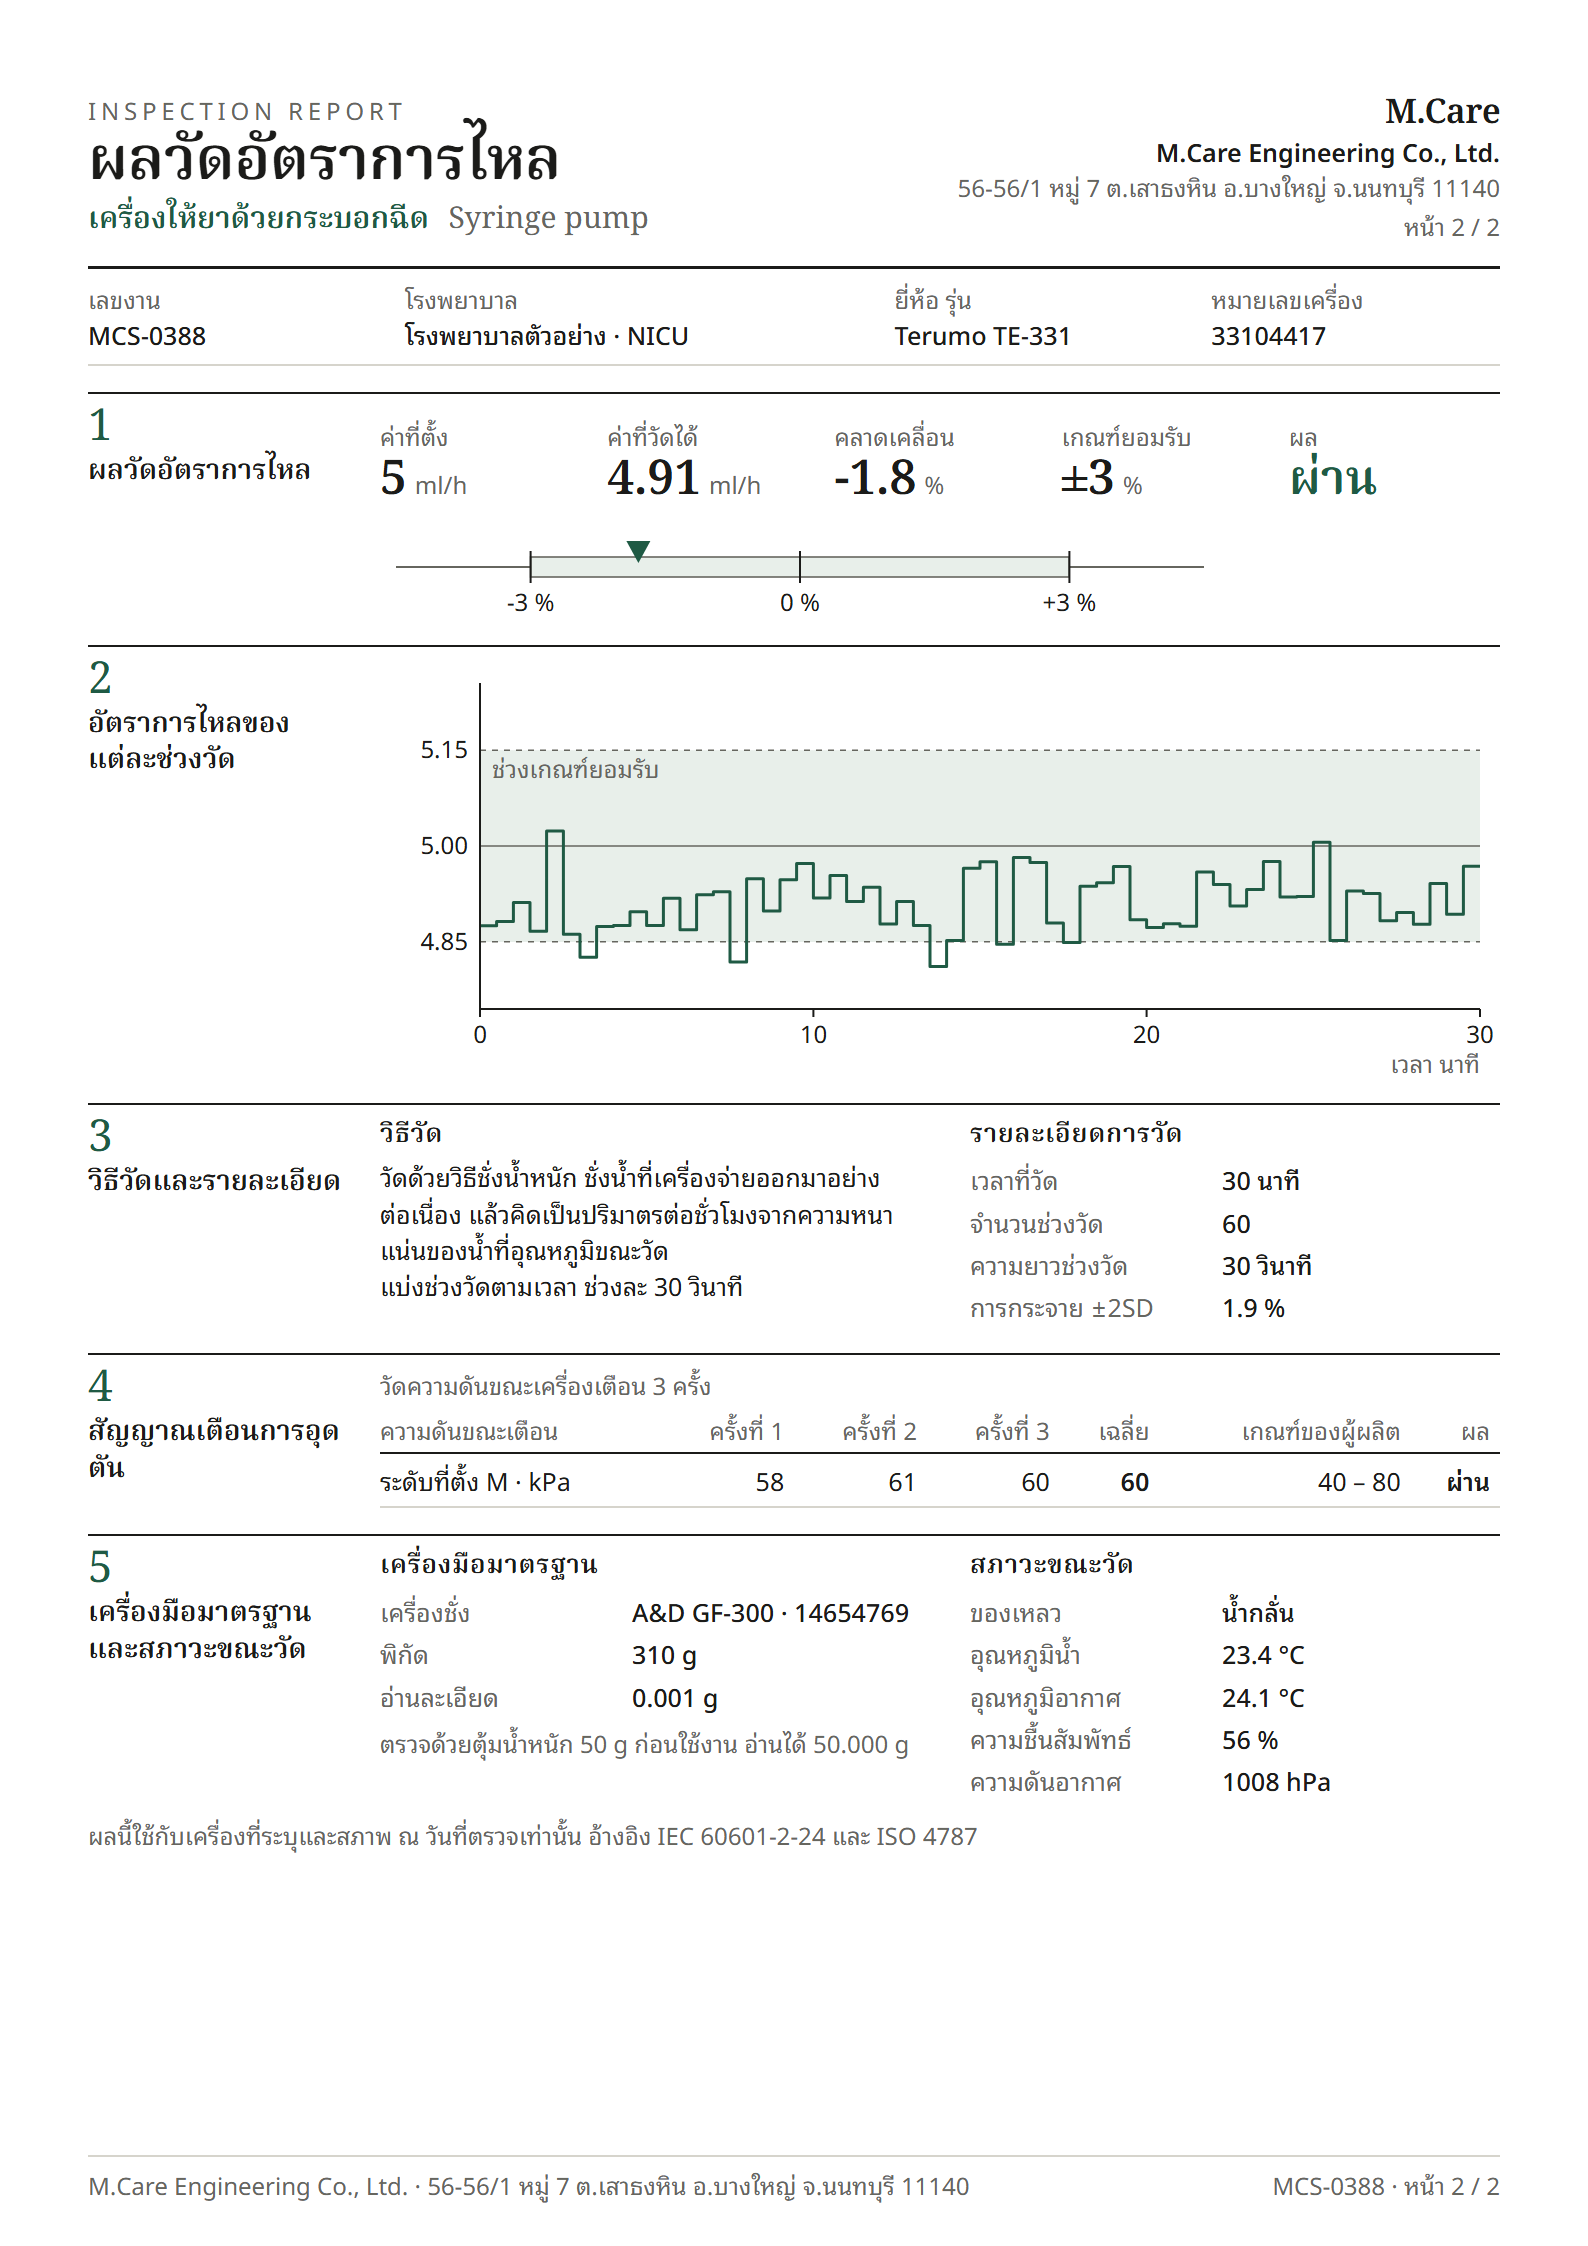 INSPECTION REPORT
ผลวัดอัตราการไหล
เครื่องให้ยาด้วยกระบอกฉีด Syringe pump
M.Care
M.Care Engineering Co., Ltd.
56-56/1 หมู่ 7 ต.เสาธงหิน อ.บางใหญ่ จ.นนทบุรี 11140
หน้า 2 / 2
เลขงาน โรงพยาบาล ยี่ห้อ รุ่น หมายเลขเครื่อง
MCS-0388 โรงพยาบาลตัวอย่าง · NICU Terumo TE-331 33104417
1
ผลวัดอัตราการไหล
ค่าที่ตั้ง ค่าที่วัดได้ คลาดเคลื่อน เกณฑ์ยอมรับ ผล
5 ml/h 4.91 ml/h -1.8 % ±3 % ผ่าน
-3 % 0 % +3 %
2
อัตราการไหลของ
แต่ละช่วงวัด
5.15
ช่วงเกณฑ์ยอมรับ
5.00
4.85
0 10 20 30
เวลา นาที
3
วิธีวัดและรายละเอียด
วิธีวัด
วัดด้วยวิธีชั่งน้ำหนัก ชั่งน้ำที่เครื่องจ่ายออกมาอย่าง
ต่อเนื่อง แล้วคิดเป็นปริมาตรต่อชั่วโมงจากความหนา
แน่นของน้ำที่อุณหภูมิขณะวัด
แบ่งช่วงวัดตามเวลา ช่วงละ 30 วินาที
รายละเอียดการวัด
เวลาที่วัด 30 นาที
จำนวนช่วงวัด 60
ความยาวช่วงวัด 30 วินาที
การกระจาย ±2SD 1.9 %
4
สัญญาณเตือนการอุด
ตัน
วัดความดันขณะเครื่องเตือน 3 ครั้ง
ความดันขณะเตือน ครั้งที่ 1 ครั้งที่ 2 ครั้งที่ 3 เฉลี่ย เกณฑ์ของผู้ผลิต ผล
ระดับที่ตั้ง M · kPa 58 61 60 60 40 – 80 ผ่าน
5
เครื่องมือมาตรฐาน
และสภาวะขณะวัด
เครื่องมือมาตรฐาน
เครื่องชั่ง A&D GF-300 · 14654769
พิกัด 310 g
อ่านละเอียด 0.001 g
ตรวจด้วยตุ้มน้ำหนัก 50 g ก่อนใช้งาน อ่านได้ 50.000 g
สภาวะขณะวัด
ของเหลว น้ำกลั่น
อุณหภูมิน้ำ 23.4 °C
อุณหภูมิอากาศ 24.1 °C
ความชื้นสัมพัทธ์ 56 %
ความดันอากาศ 1008 hPa
ผลนี้ใช้กับเครื่องที่ระบุและสภาพ ณ วันที่ตรวจเท่านั้น อ้างอิง IEC 60601-2-24 และ ISO 4787
M.Care Engineering Co., Ltd. · 56-56/1 หมู่ 7 ต.เสาธงหิน อ.บางใหญ่ จ.นนทบุรี 11140
MCS-0388 · หน้า 2 / 2